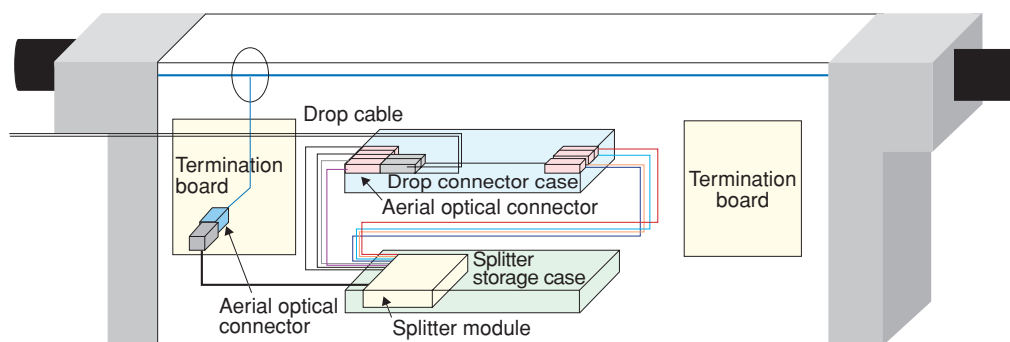 Drop cable
Termination
board
Drop connector case
Aerial optical connector
Termination
board
Splitter
storage case
Aerial optical
connector
Splitter module